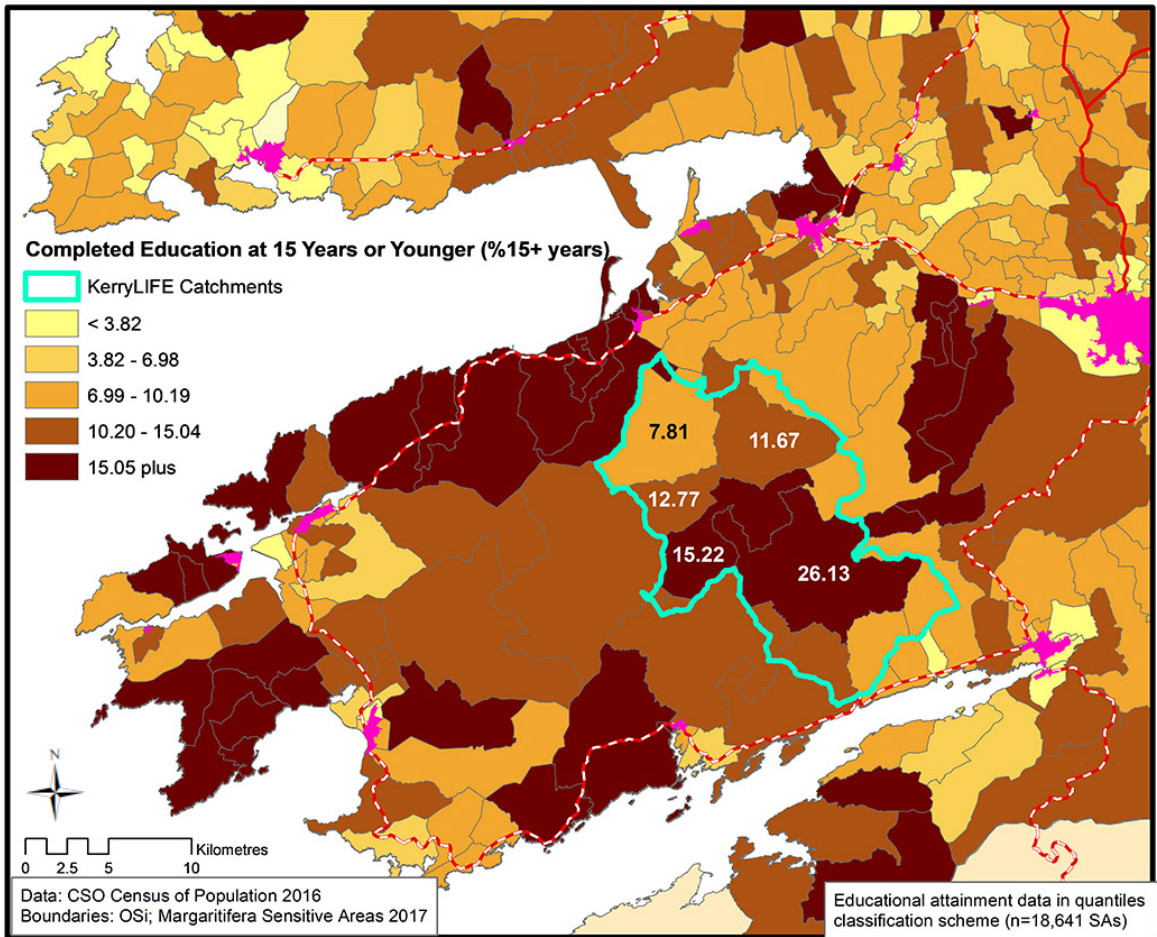 Completed Education at 15 Years or Younger (%15+ years)
KerryLIFE Catchments
< 3.82
3.82 - 6.98
6.99 - 10.19
10.20 - 15.04
15.05 plus
7.81
11.67
12.77
15.22
26.13
N
Kilometres
0 2.5 5 10
Data: CSO Census of Population 2016
Boundaries: OSi; Margaritifera Sensitive Areas 2017
Educational attainment data in quantiles
classification scheme (n=18,641 SAs)